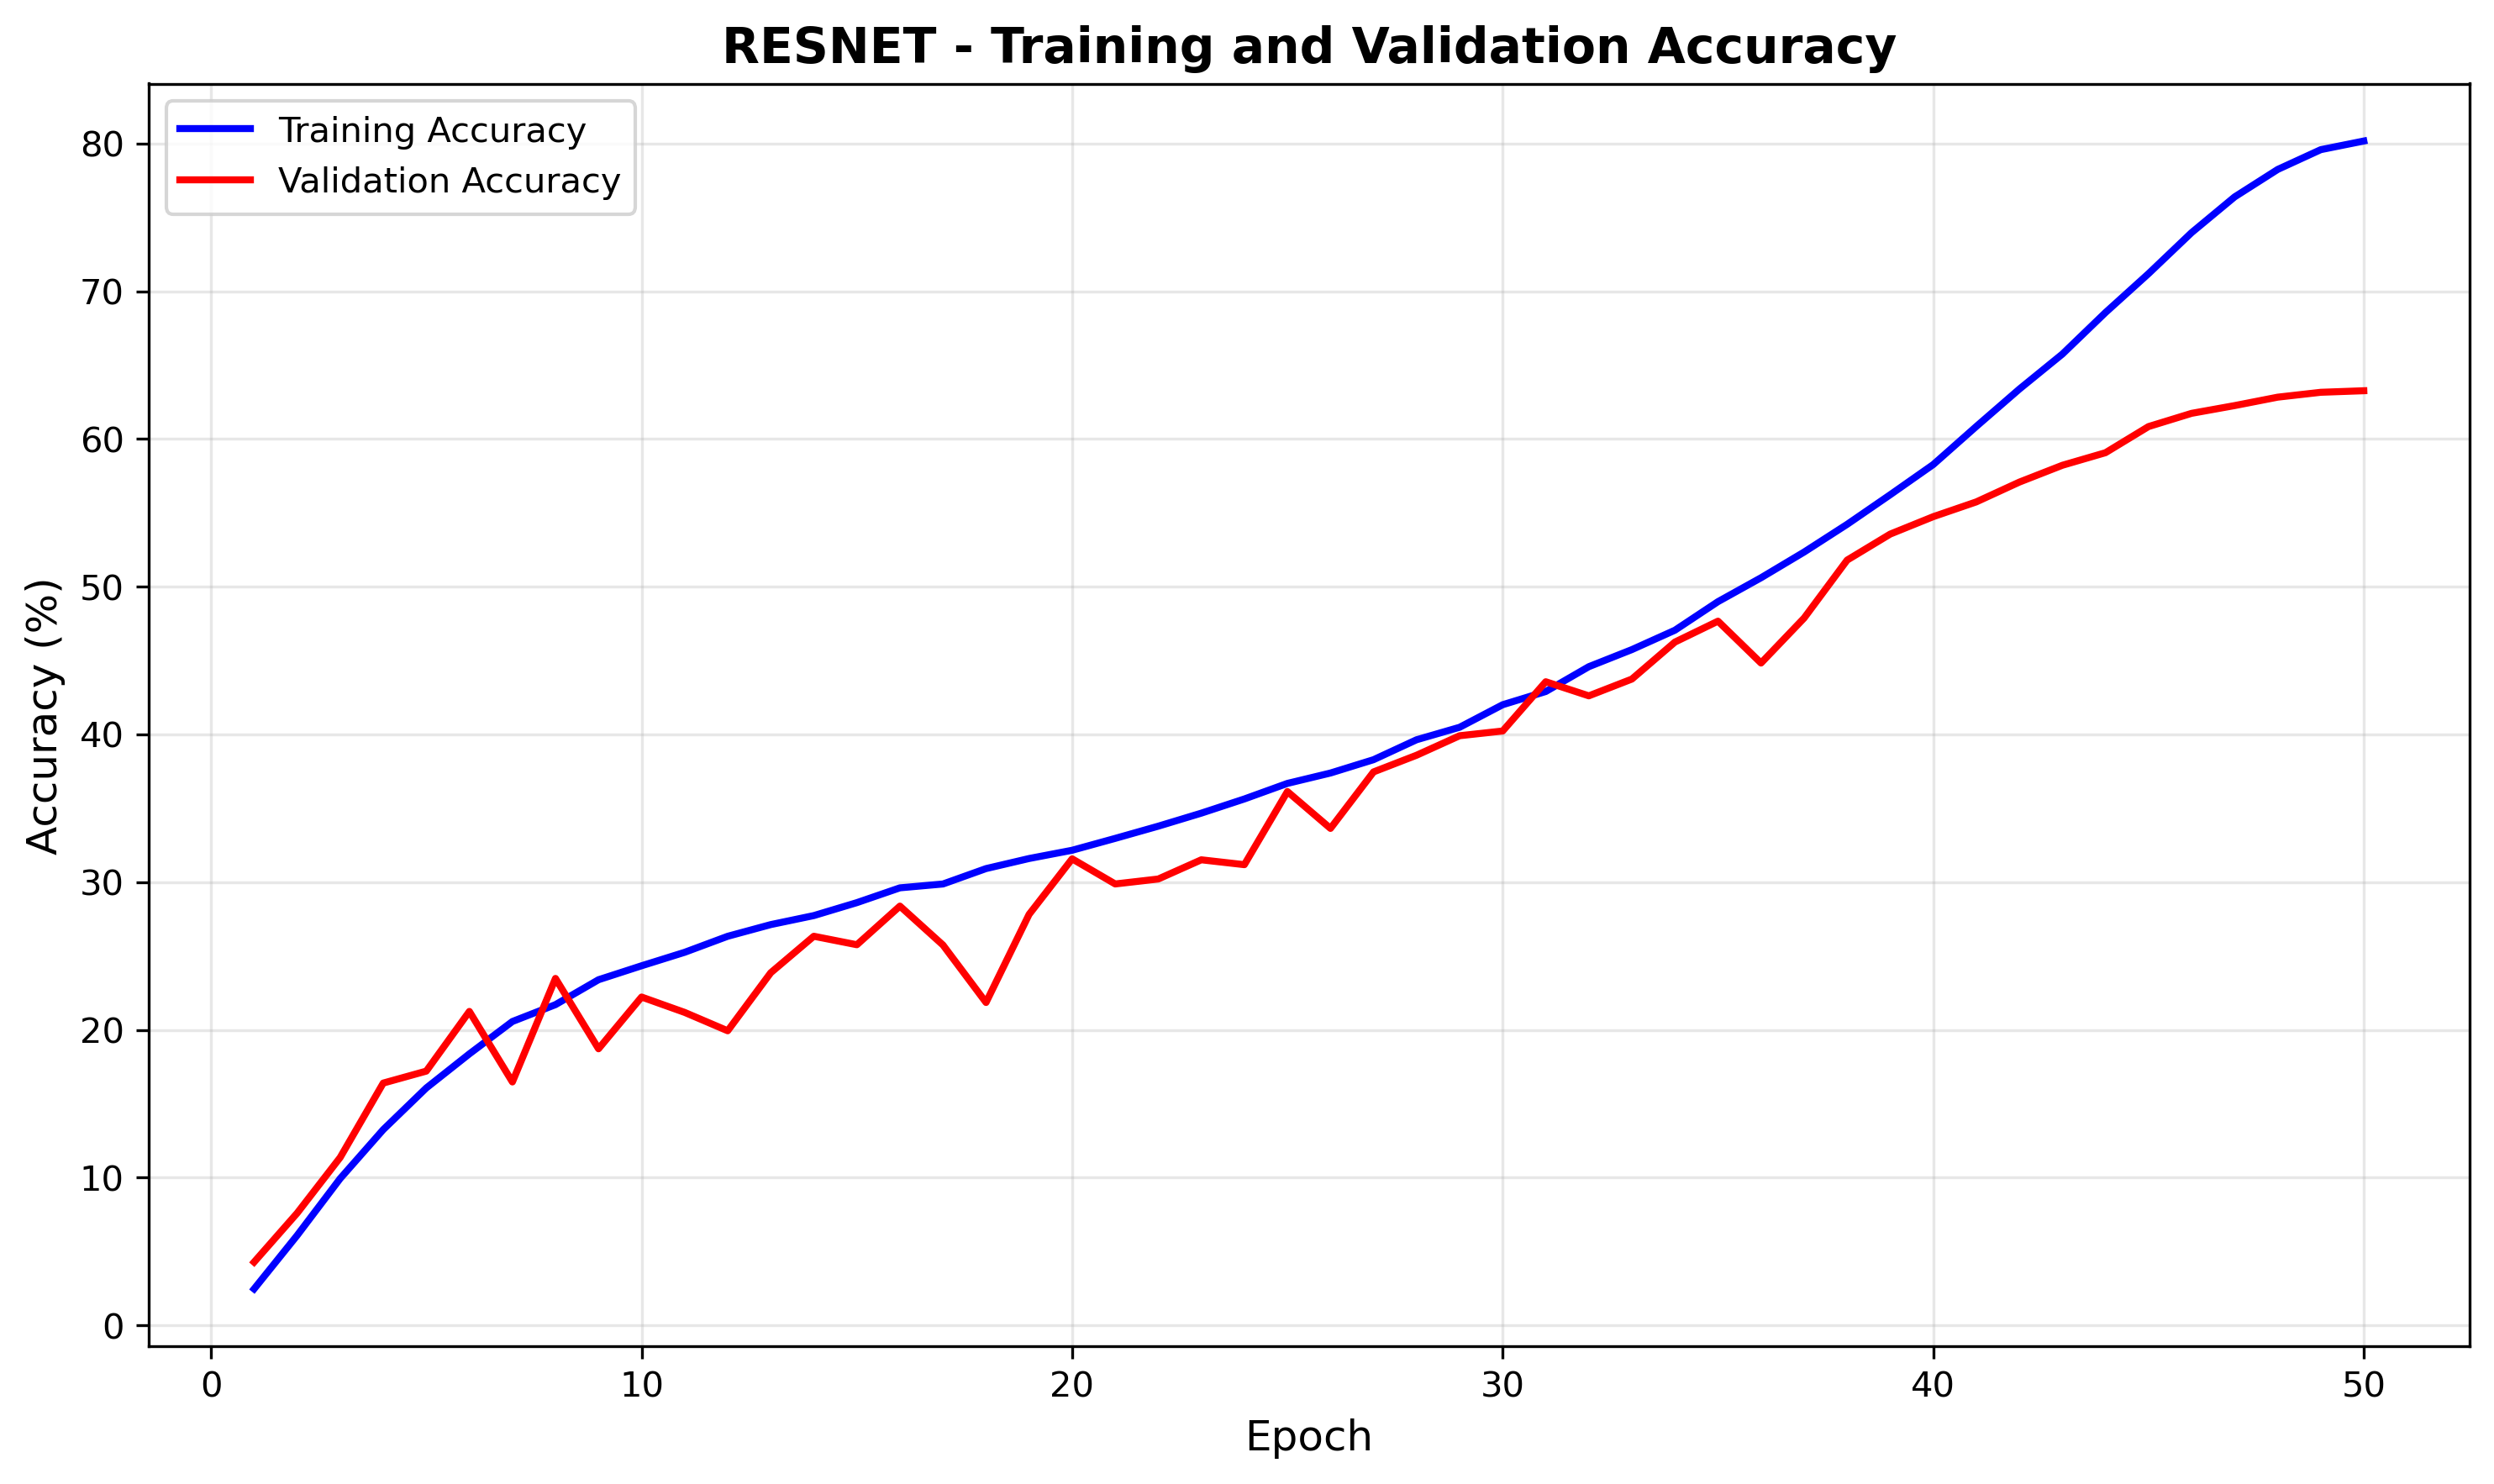 RESNET - Training and Validation Accuracy
Training Accuracy
Validation Accuracy
80
70
60
50
40
30
20
10
0
Accuracy (%)
0 10 20 30 40 50
Epoch